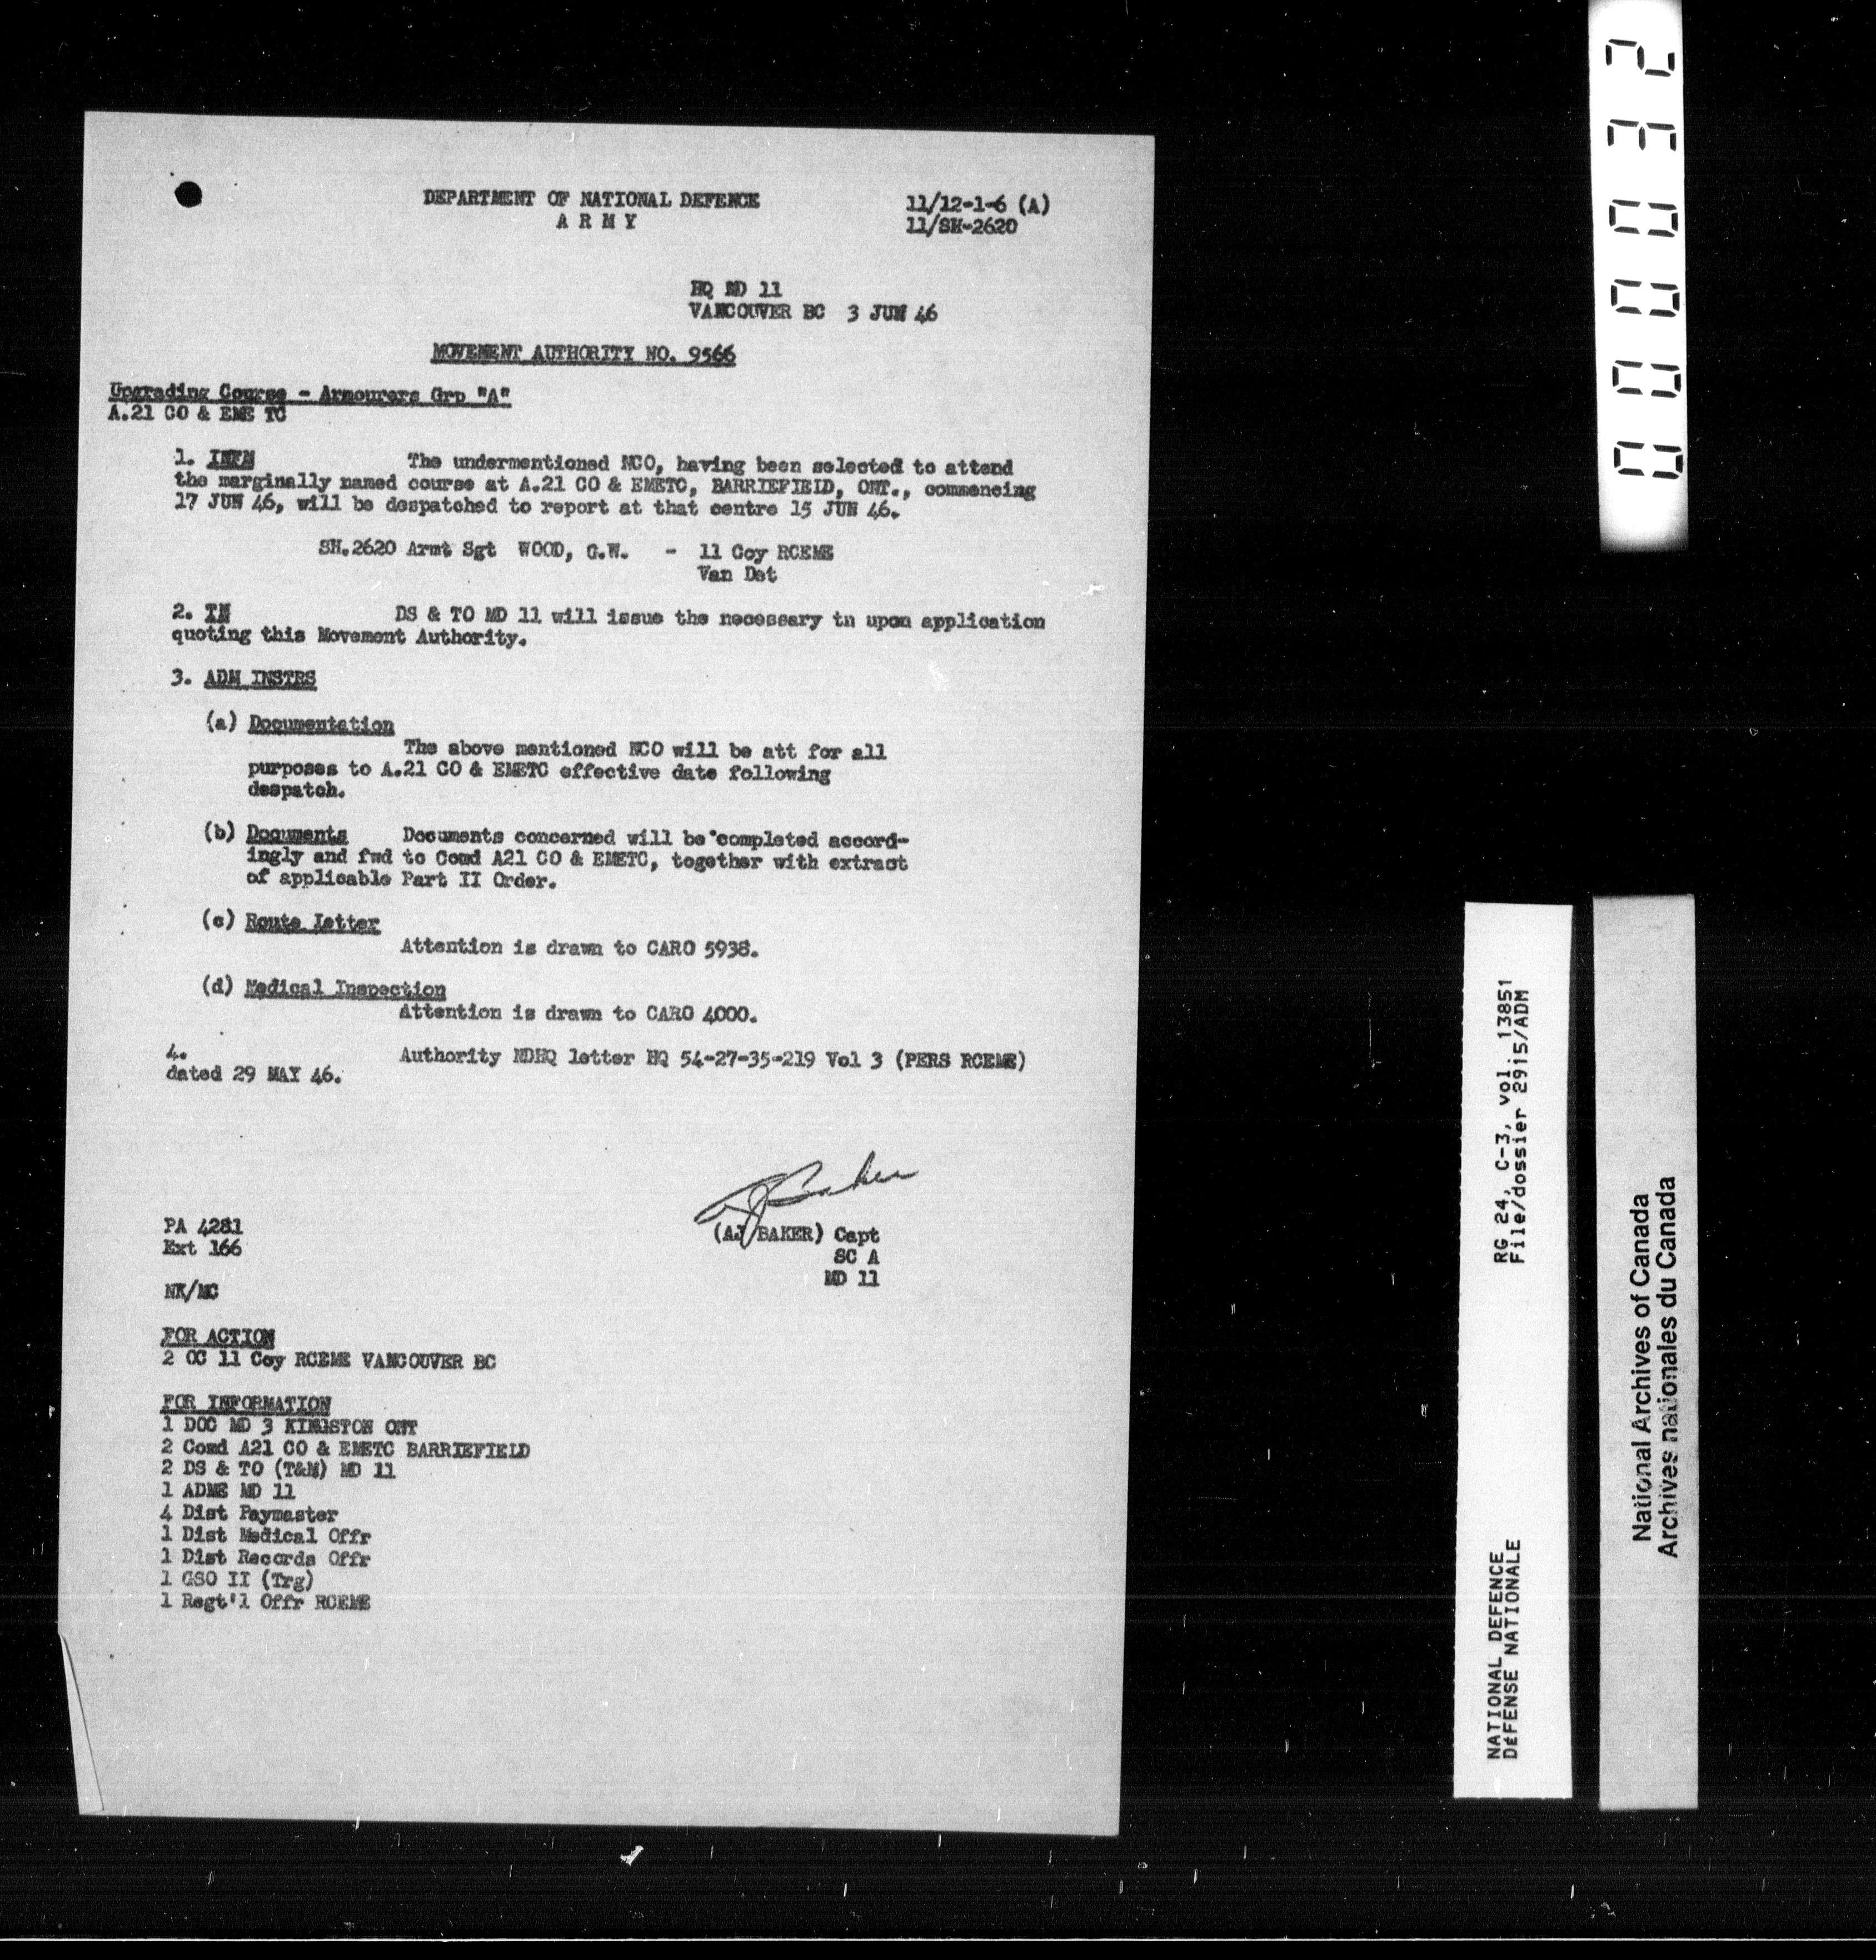 DEPARTMENT OF NATIONAL DEFENCE
A R M Y
11/12-1-6 (A)
11/SH-2620
HQ MD 11
VANCOUVER BC 3 JUN 46
MOVEMENT AUTHORITY NO. 9566
Upgrading Course - Armourers Grp "A"
A.21 CO & EME TC
1. INFM The undermentioned NCO, having been selected to attend
the marginally named course at A.21 CO & EMETC, BARRIEFIELD, ONT., commencing
17 JUN 46, will be despatched to report at that centre 15 JUN 46.
SH.2620 Armt Sgt WOOD, G.W. - 11 Coy RCEME
Van Det
2. TN DS & TO MD 11 will issue the necessary tn upon application
quoting this Movement Authority.
3. ADM INSTRS
(a) Documentation
The above mentioned NCO will be att for all
purposes to A.21 CO & EMETC effective date following
despatch.
(b) Documents Documents concerned will be completed accord-
ingly and fwd to Comd A21 CO & EMETC, together with extract
of applicable Part II Order.
(c) Route Letter
Attention is drawn to CARO 5938.
(d) Medical Inspection
Attention is drawn to CARO 4000.
4. Authority NDHQ letter HQ 54-27-35-219 Vol 3 (PERS RCEME)
dated 29 MAY 46.
AJ Baker
(AJ BAKER) Capt
SC A
MD 11
PA 4281
Ext 166
NK/MC
FOR ACTION
2 OC 11 Coy RCEME VANCOUVER BC
FOR INFORMATION
1 DOC MD 3 KINGSTON ONT
2 Comd A21 CO & EMETC BARRIEFIELD
2 DS & TO (T&M) MD 11
1 ADME MD 11
4 Dist Paymaster
1 Dist Medical Offr
1 Dist Records Offr
1 GSO II (Trg)
1 Regt'l Offr RCEME
000032
NATIONAL DEFENCE RG 24, C-3, vol. 13851
DÉFENSE NATIONALE File/dossier 2915/ADM
National Archives of Canada
Archives nationales du Canada